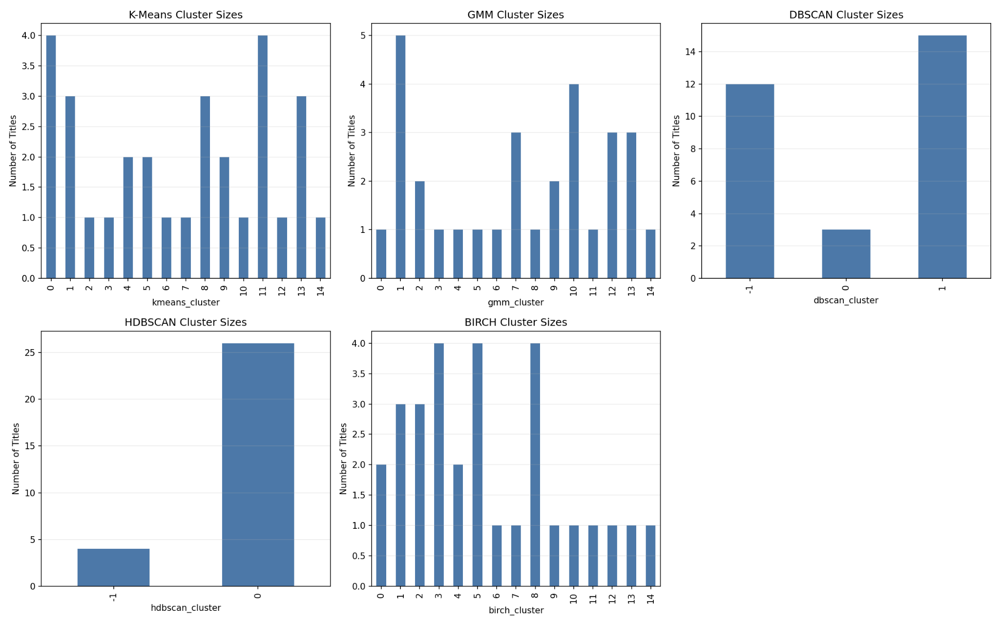 K-Means Cluster Sizes
4.0
3.5
3.0
2.5
2.0
1.5
1.0
0.5
0.0
Number of Titles
0 1 2 3 4 5 6 7 8 9 10 11 12 13 14
kmeans_cluster
GMM Cluster Sizes
5
4
3
2
1
0
Number of Titles
0 1 2 3 4 5 6 7 8 9 10 11 12 13 14
gmm_cluster
DBSCAN Cluster Sizes
14
12
10
8
6
4
2
0
Number of Titles
-1 0 1
dbscan_cluster
HDBSCAN Cluster Sizes
25
20
15
10
5
0
Number of Titles
-1 0
hdbscan_cluster
BIRCH Cluster Sizes
4.0
3.5
3.0
2.5
2.0
1.5
1.0
0.5
0.0
Number of Titles
0 1 2 3 4 5 6 7 8 9 10 11 12 13 14
birch_cluster